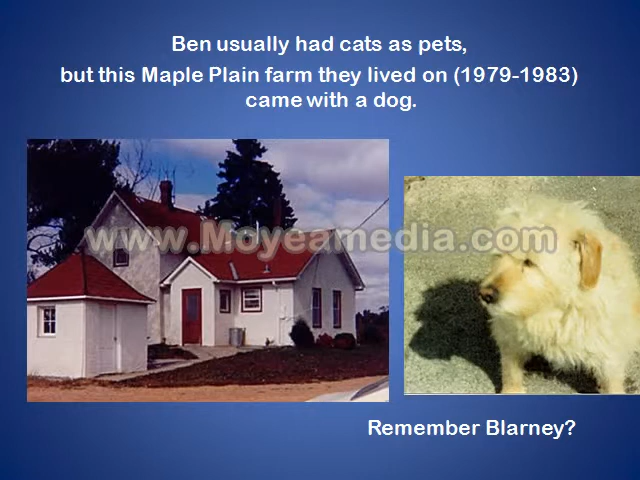 Ben usually had cats as pets,
but this Maple Plain farm they lived on (1979-1983)
came with a dog.
www.Moyeamedia.com
Remember Blarney?